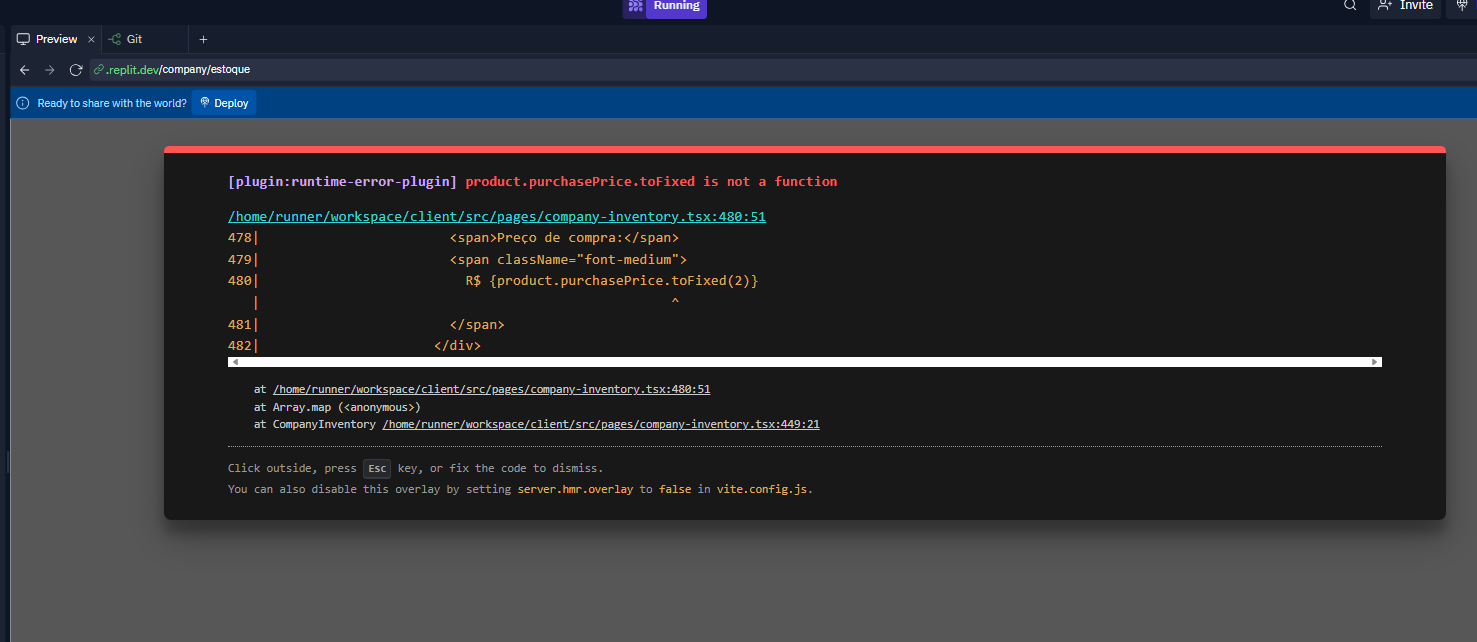 Running
Invite
Preview
Git
.replit.dev/company/estoque
Ready to share with the world? Deploy
[plugin:runtime-error-plugin] product.purchasePrice.toFixed is not a function
/home/runner/workspace/client/src/pages/company-inventory.tsx:480:51
478| <span>Preço de compra:</span>
479| <span className="font-medium">
480| R$ {product.purchasePrice.toFixed(2)}
| ^
481| </span>
482| </div>
at /home/runner/workspace/client/src/pages/company-inventory.tsx:480:51
at Array.map (<anonymous>)
at CompanyInventory /home/runner/workspace/client/src/pages/company-inventory.tsx:449:21
Click outside, press Esc key, or fix the code to dismiss.
You can also disable this overlay by setting server.hmr.overlay to false in vite.config.js.